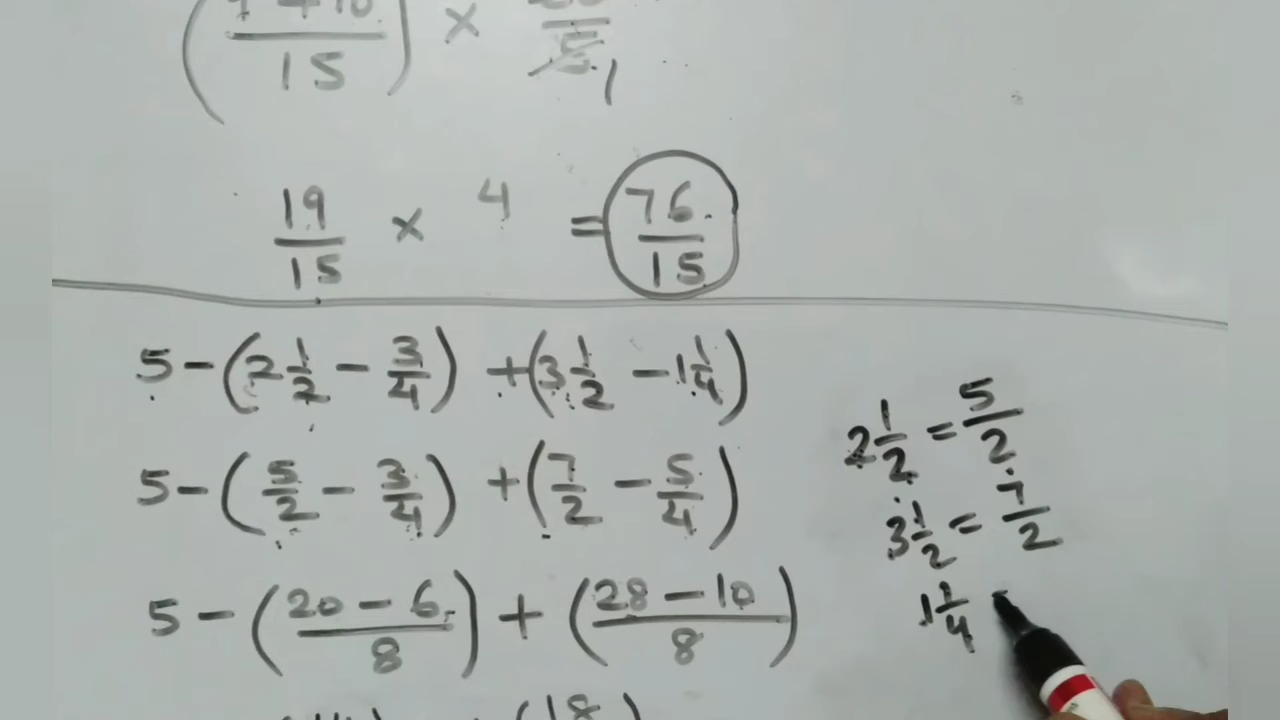 15) ×
19/15 × 4 = 76/15
5 - (2 1/2 - 3/4) + (3 1/2 - 1 1/4)
5 - (5/2 - 3/4) + (7/2 - 5/4)
5 - ((20 - 6)/8) + ((28 - 10)/8)
(18
2 1/2 = 5/2
3 1/2 = 7/2
1 1/4